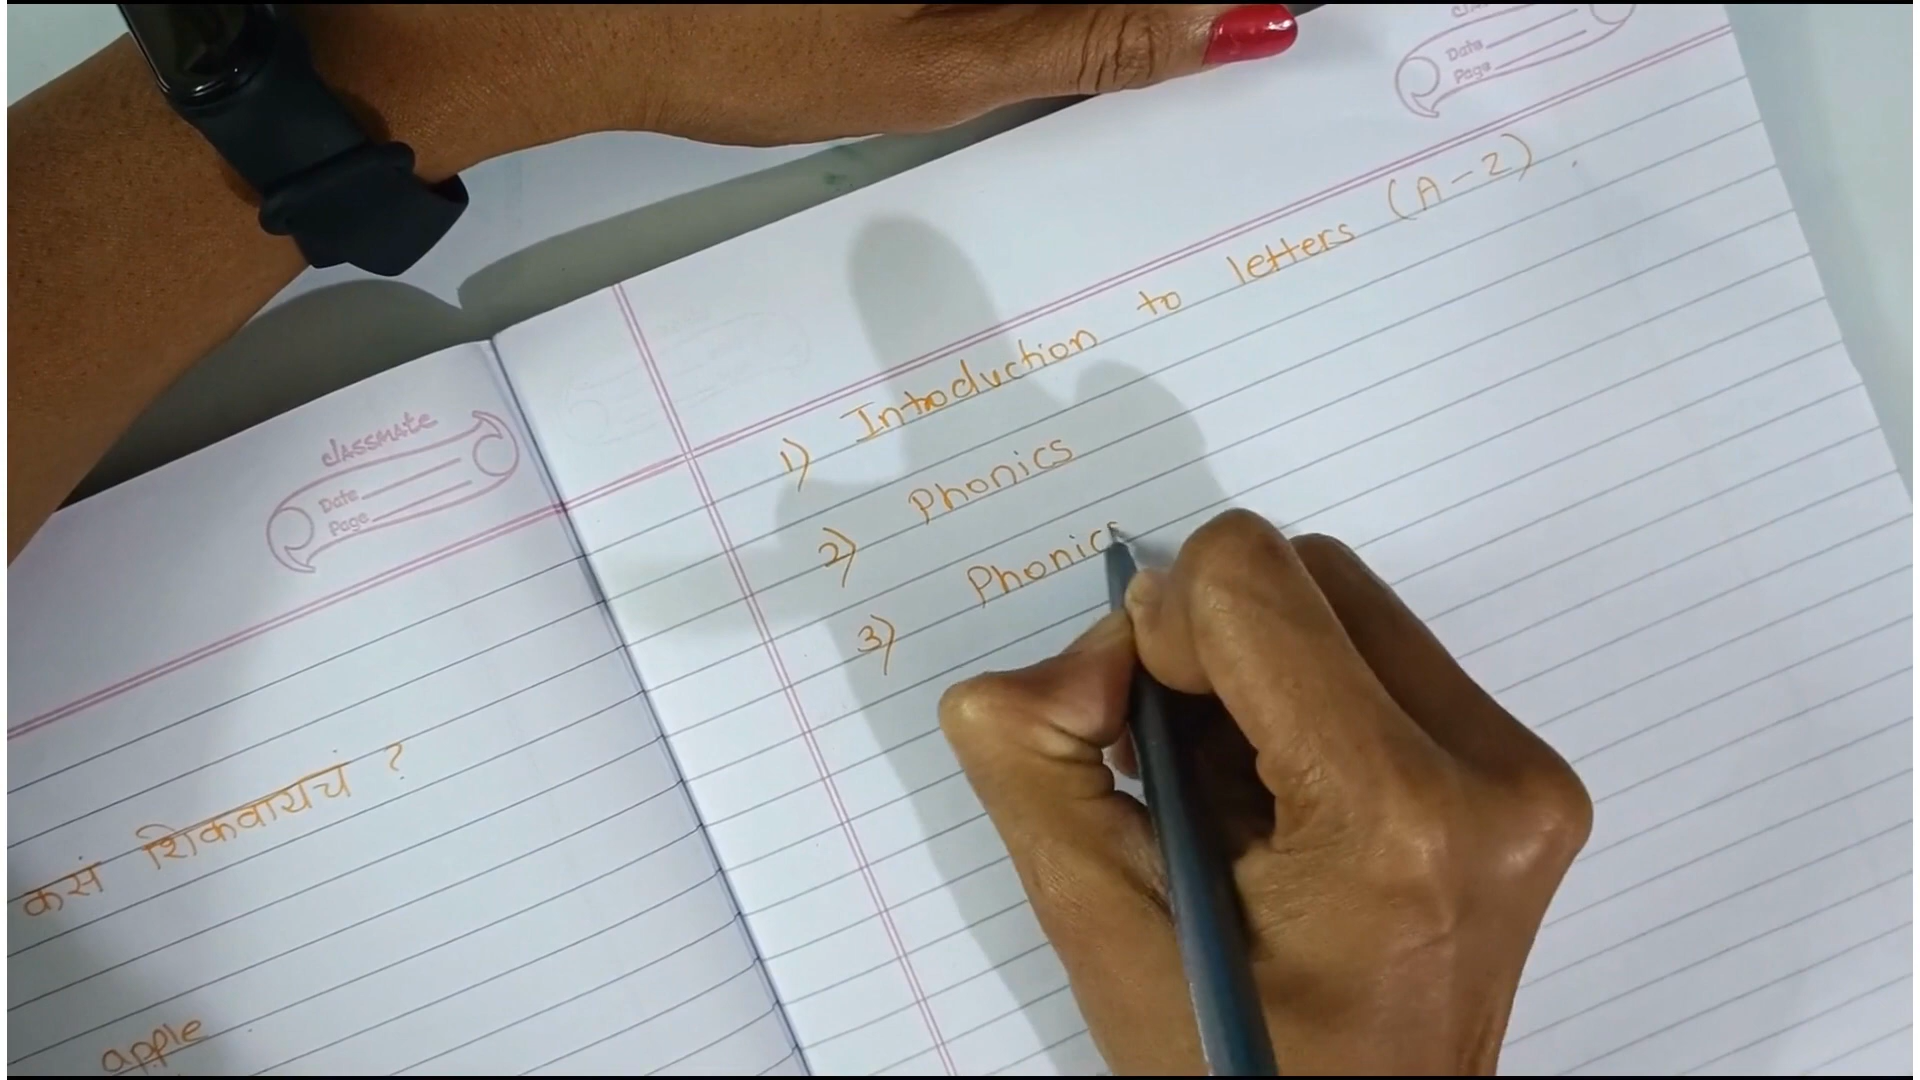 classmate
Date
Page
कसं शिकवायचं ?
apple
Date
Page
1) Introduction to letters (A-Z).
2) Phonics
3) Phonics